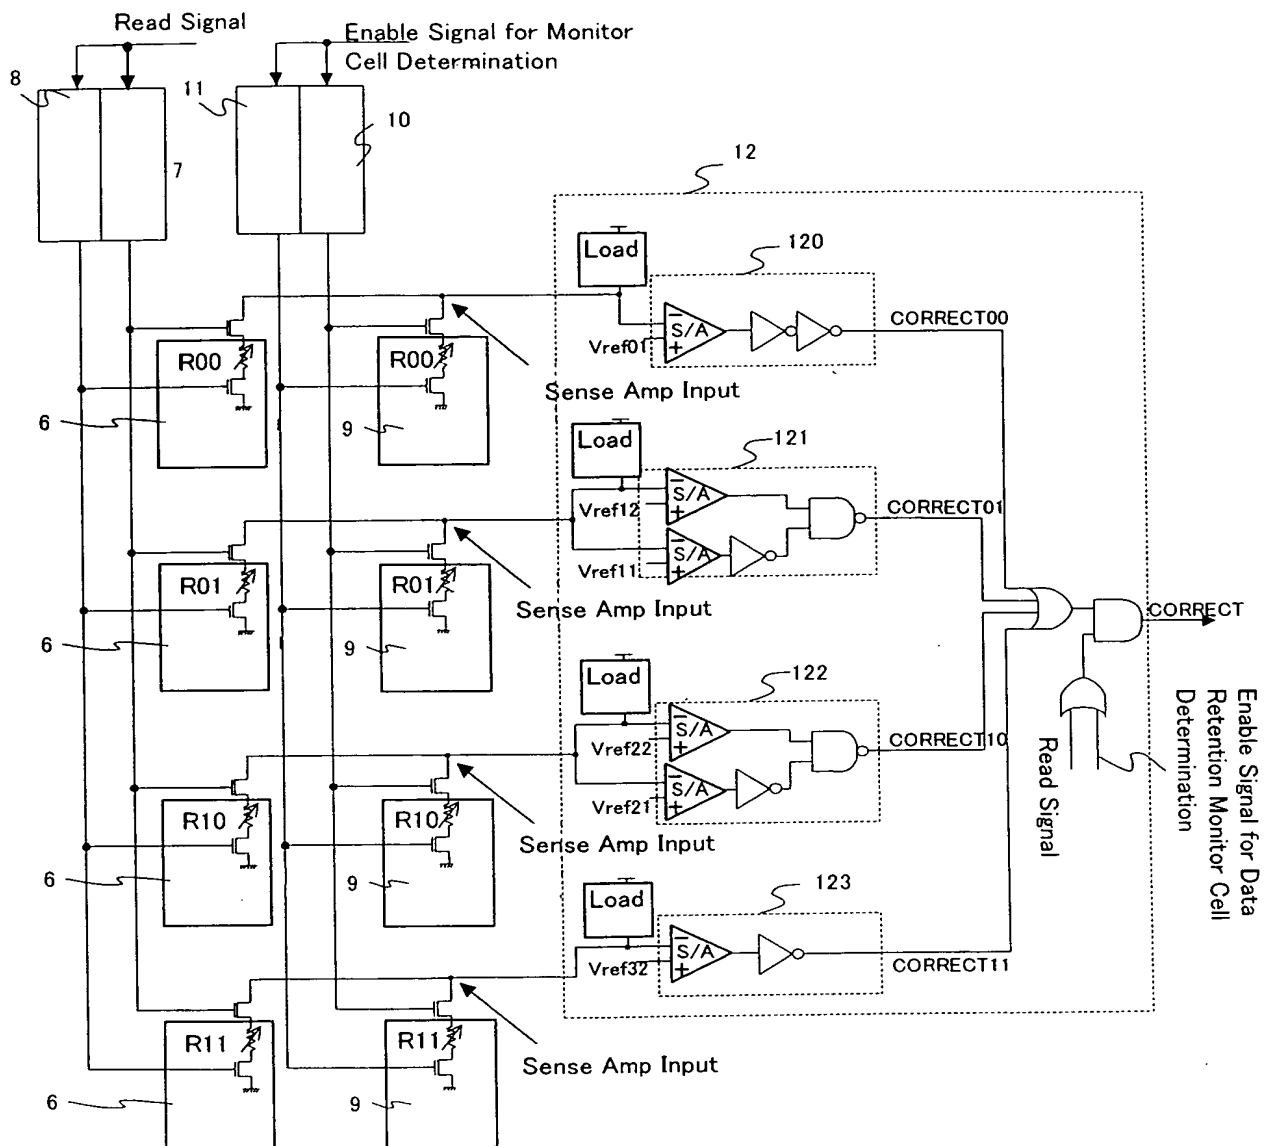 Read Signal
Enable Signal for Monitor
Cell Determination
8
11
10
7
12
Load
120
CORRECT00
S/A
Vref01
R00
R00
Sense Amp Input
6
9
Load
121
S/A
Vref12
CORRECT01
S/A
Vref11
R01
R01
Sense Amp Input
CORRECT
6
9
Load
122
S/A
Vref22
CORRECT10
S/A
Vref21
Read Signal
Enable Signal for Data
Retention Monitor Cell
Determination
R10
R10
Sense Amp Input
6
9
Load
123
S/A
Vref32
CORRECT11
R11
R11
Sense Amp Input
6
9